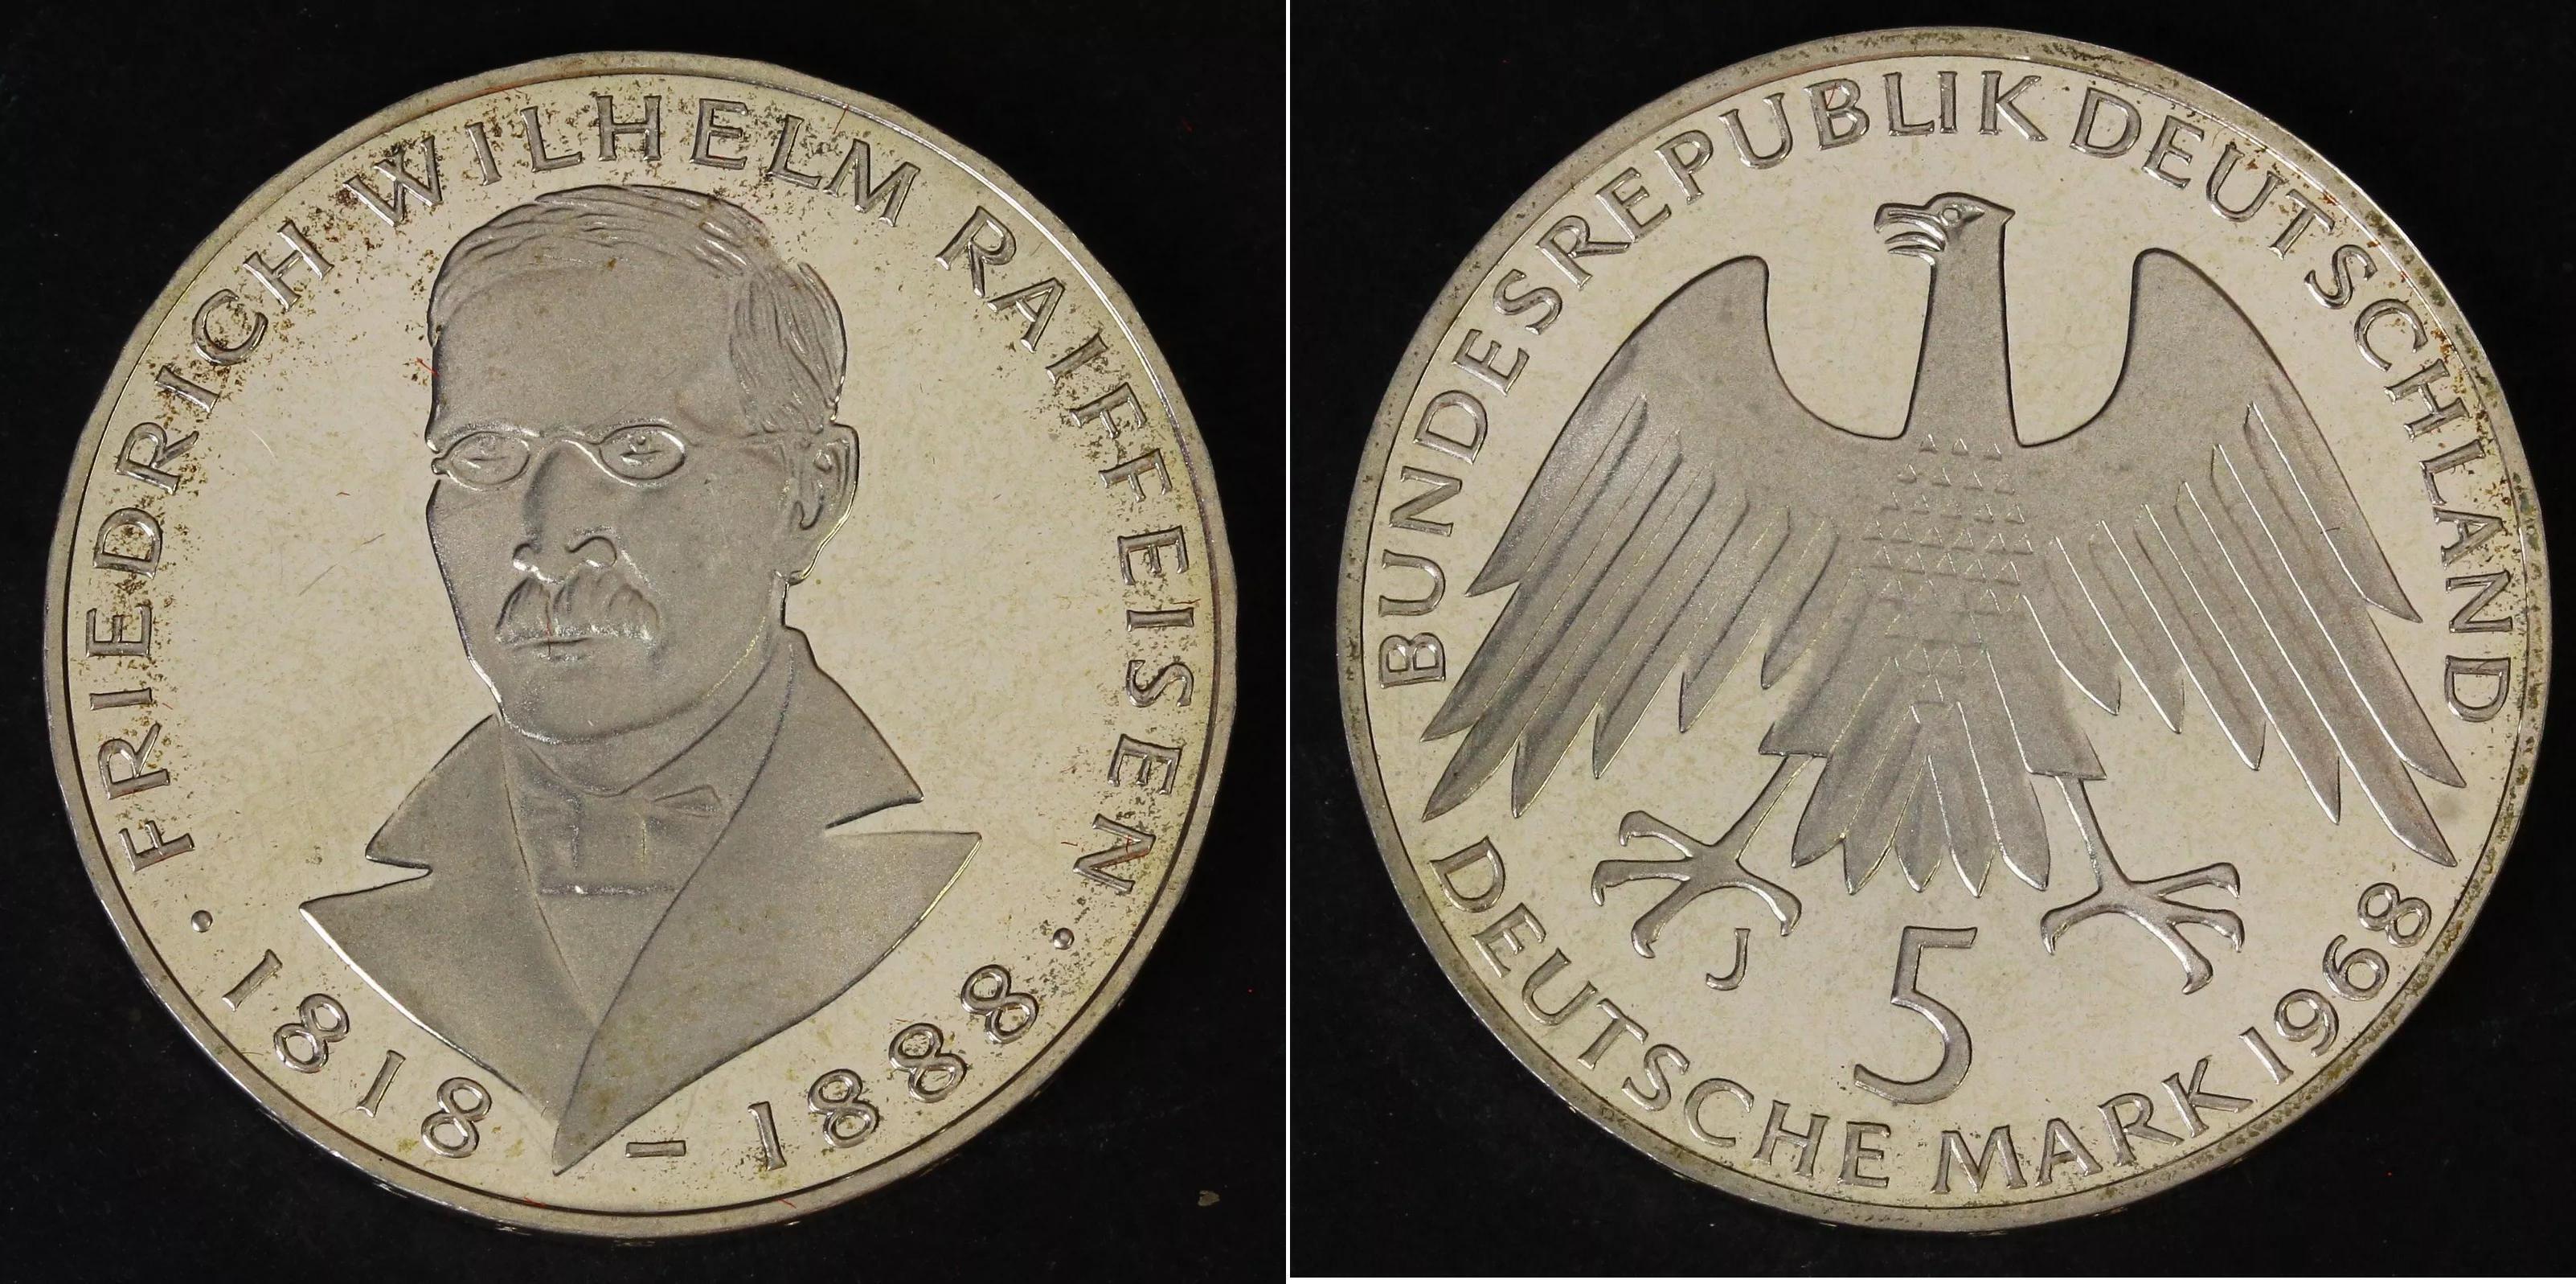 FRIEDRICH WILHELM RAIFFEISEN
· 1818 – 1888 ·
BUNDESREPUBLIK DEUTSCHLAND
J
5
DEUTSCHE MARK 1968